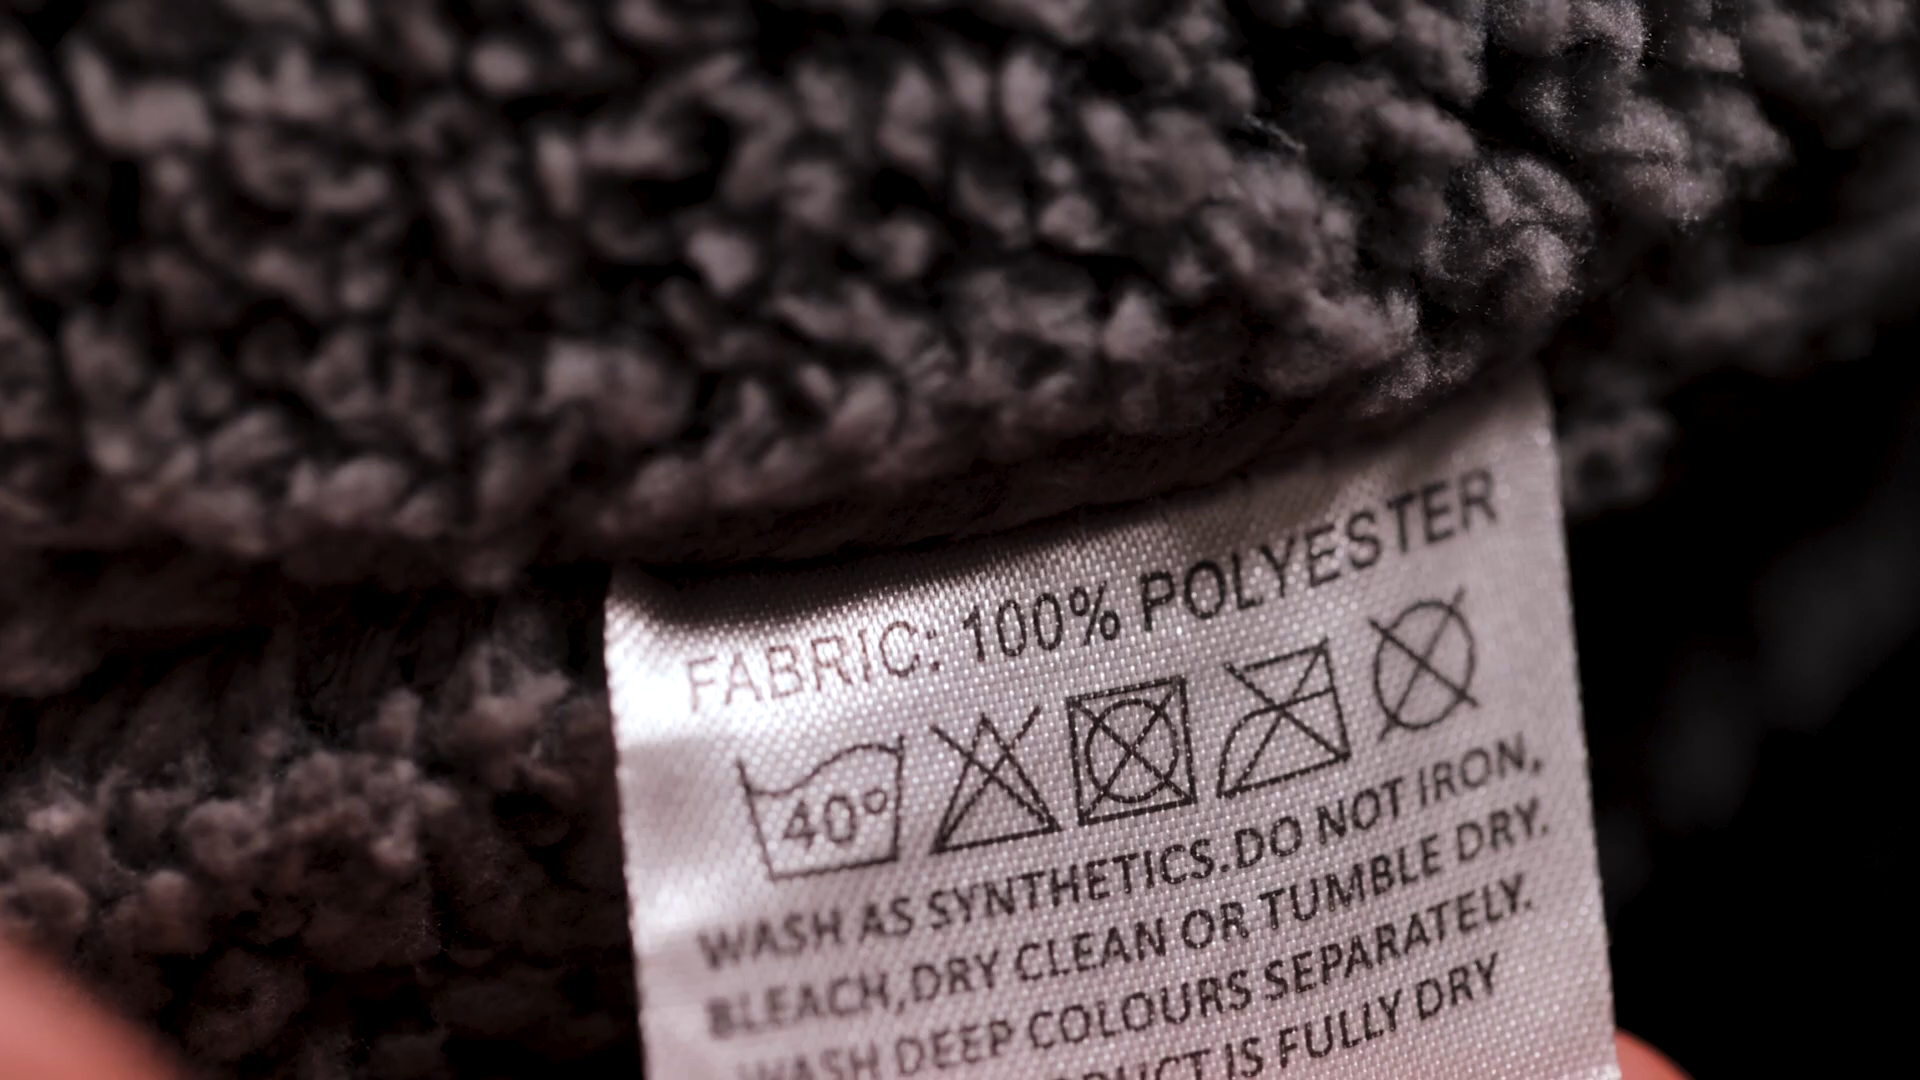 FABRIC: 100% POLYESTER
40°
WASH AS SYNTHETICS.DO NOT IRON,
BLEACH,DRY CLEAN OR TUMBLE DRY.
WASH DEEP COLOURS SEPARATELY.
IS FULLY DRY